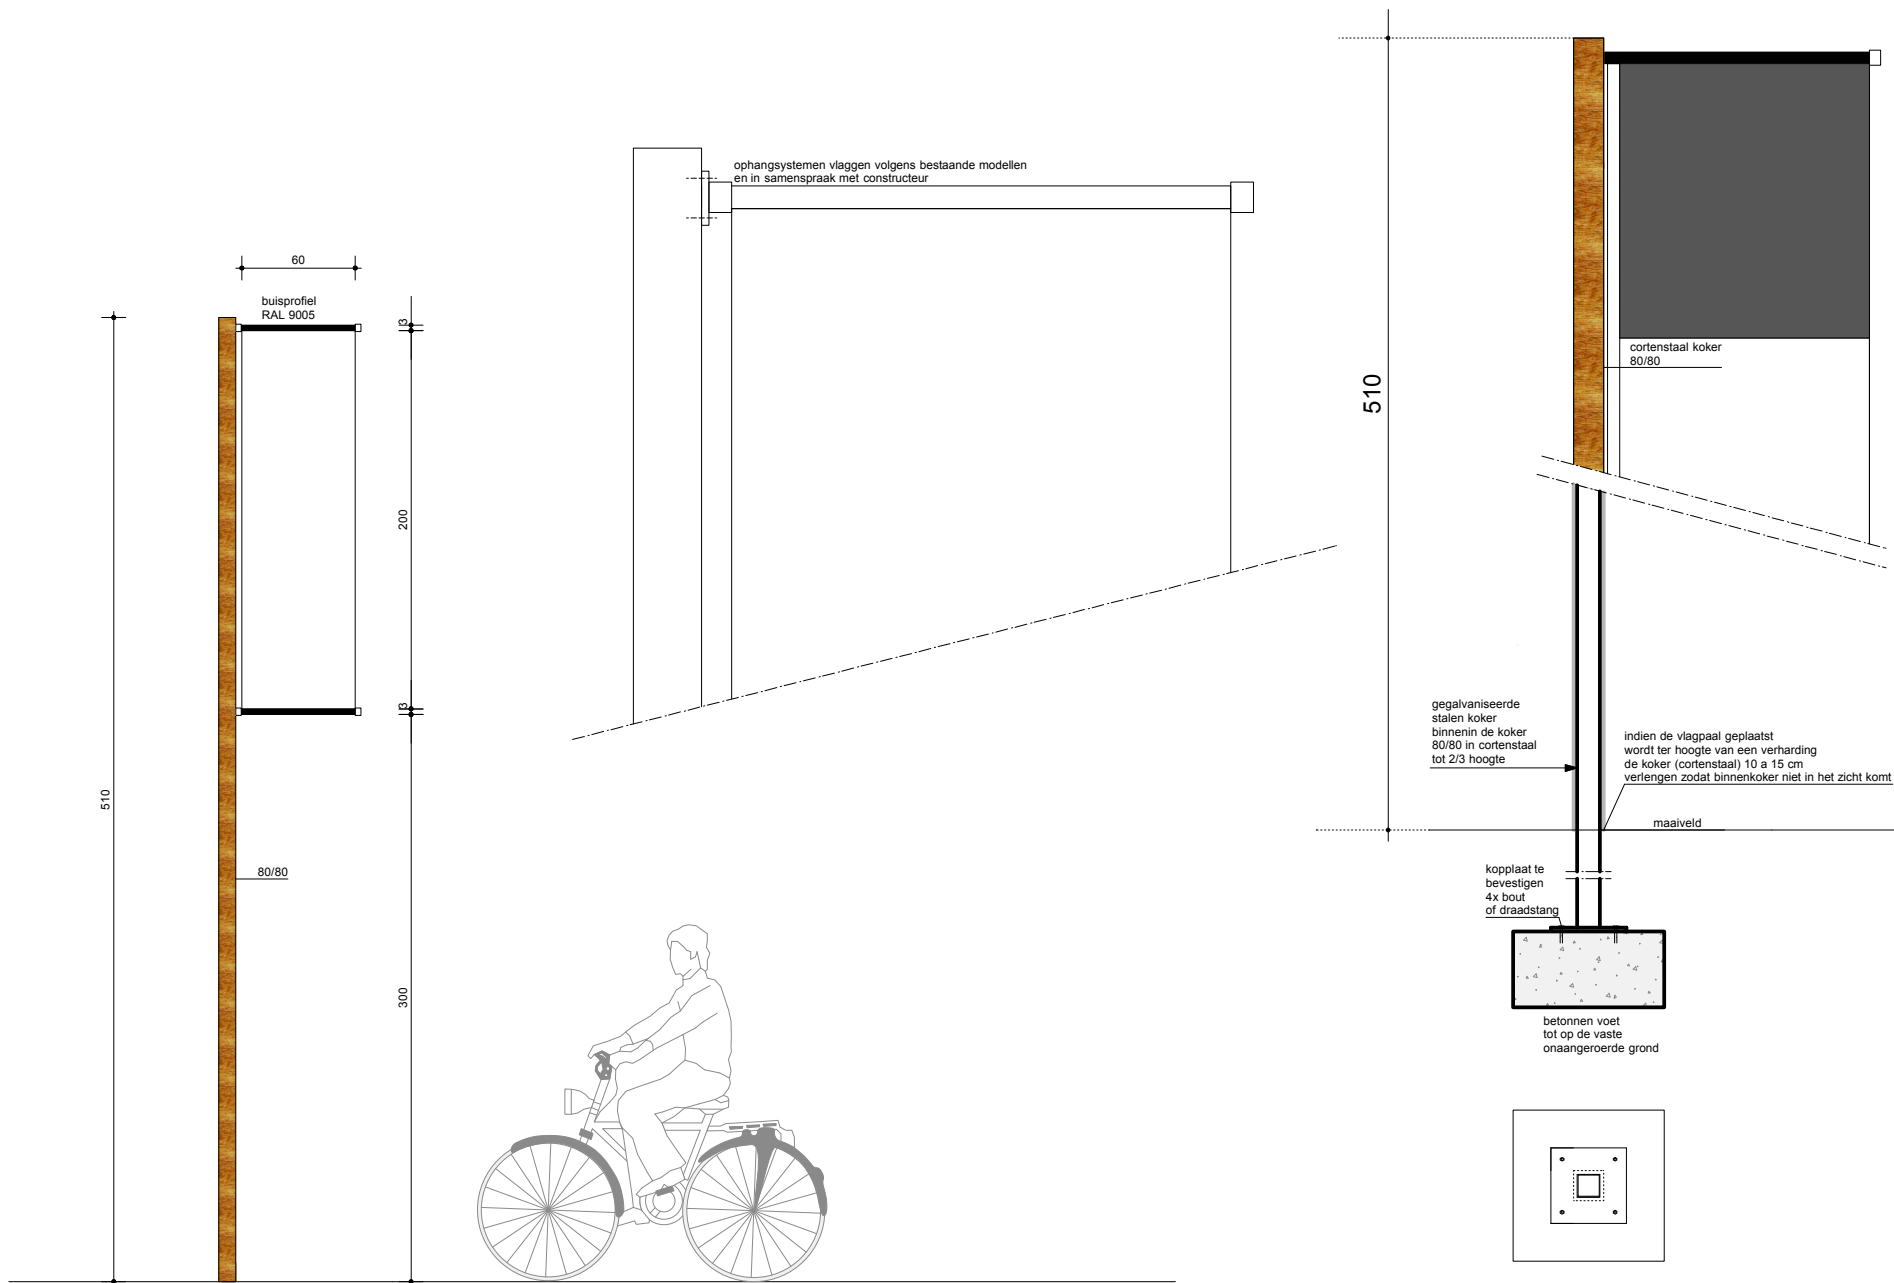 60
buisprofiel
RAL 9005
3
200
3
510
80/80
300
ophangsystemen vlaggen volgens bestaande modellen
en in samenspraak met constructeur
510
cortenstaal koker
80/80
gegalvaniseerde
stalen koker
binnenin de koker
80/80 in cortenstaal
tot 2/3 hoogte
indien de vlagpaal geplaatst
wordt ter hoogte van een verharding
de koker (cortenstaal) 10 a 15 cm
verlengen zodat binnenkoker niet in het zicht komt
maaiveld
kopplaat te
bevestigen
4x bout
of draadstang
betonnen voet
tot op de vaste
onaangeroerde grond